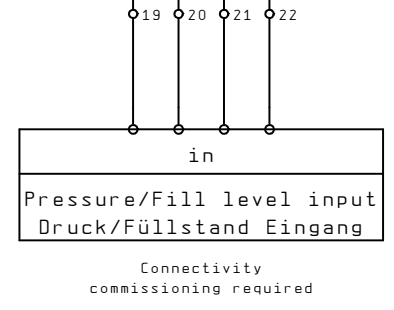 19 20 21 22
in
Pressure/Fill level input
Druck/Füllstand Eingang
Connectivity
commissioning required